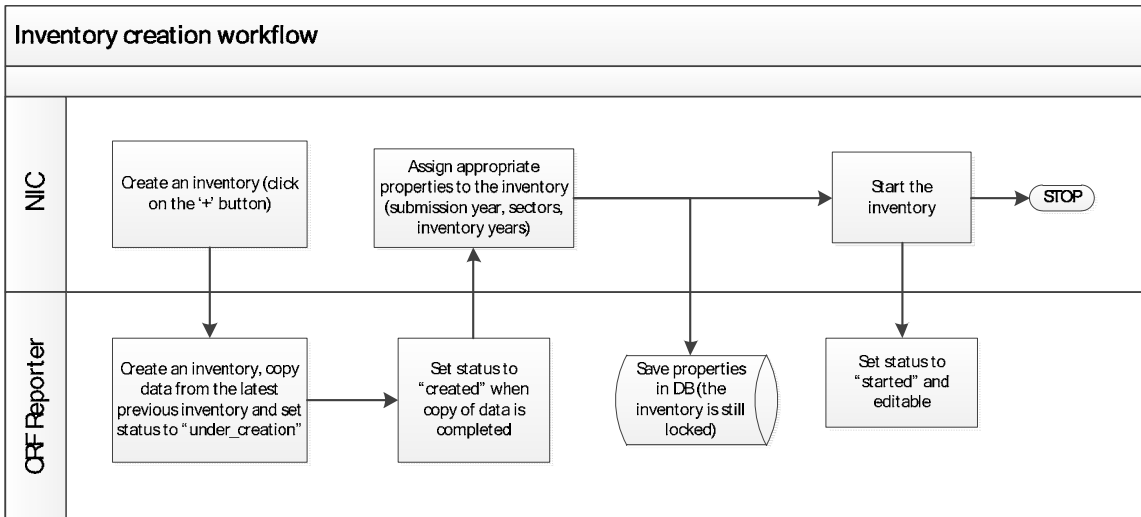 Inventory creation workflow
NIC
Create an inventory (click
on the ‘+’ button)
Assign appropriate
properties to the inventory
(submission year, sectors,
inventory years)
Start the
inventory
STOP
CRF Reporter
Create an inventory, copy
data from the latest
previous inventory and set
status to “under_creation”
Set status to
“created” when
copy of data is
completed
Save properties
in DB (the
inventory is still
locked)
Set status to
“started” and
editable